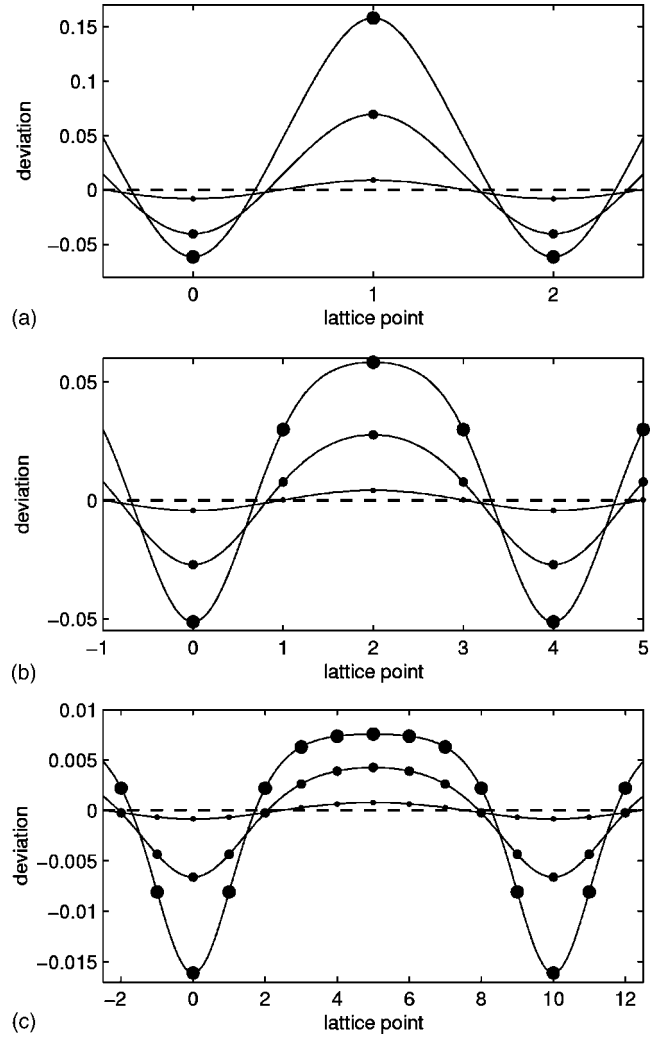 0.15
0.1
0.05
0
−0.05
deviation
0 1 2
lattice point
(a)
0.05
0
−0.05
deviation
−1 0 1 2 3 4 5
lattice point
(b)
0.01
0.005
0
−0.005
−0.01
−0.015
deviation
−2 0 2 4 6 8 10 12
lattice point
(c)